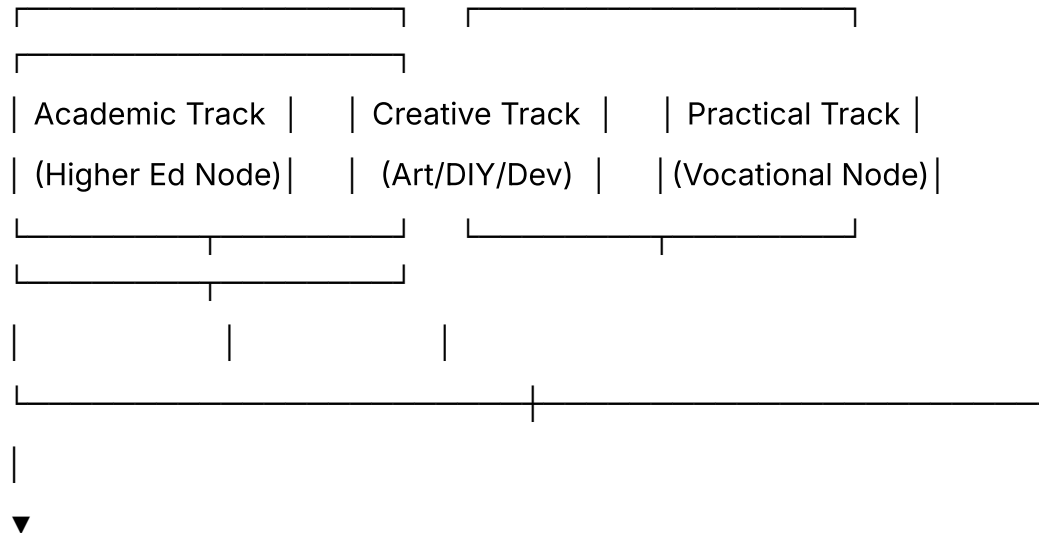 Academic Track Creative Track Practical Track
(Higher Ed Node) (Art/DIY/Dev) (Vocational Node)